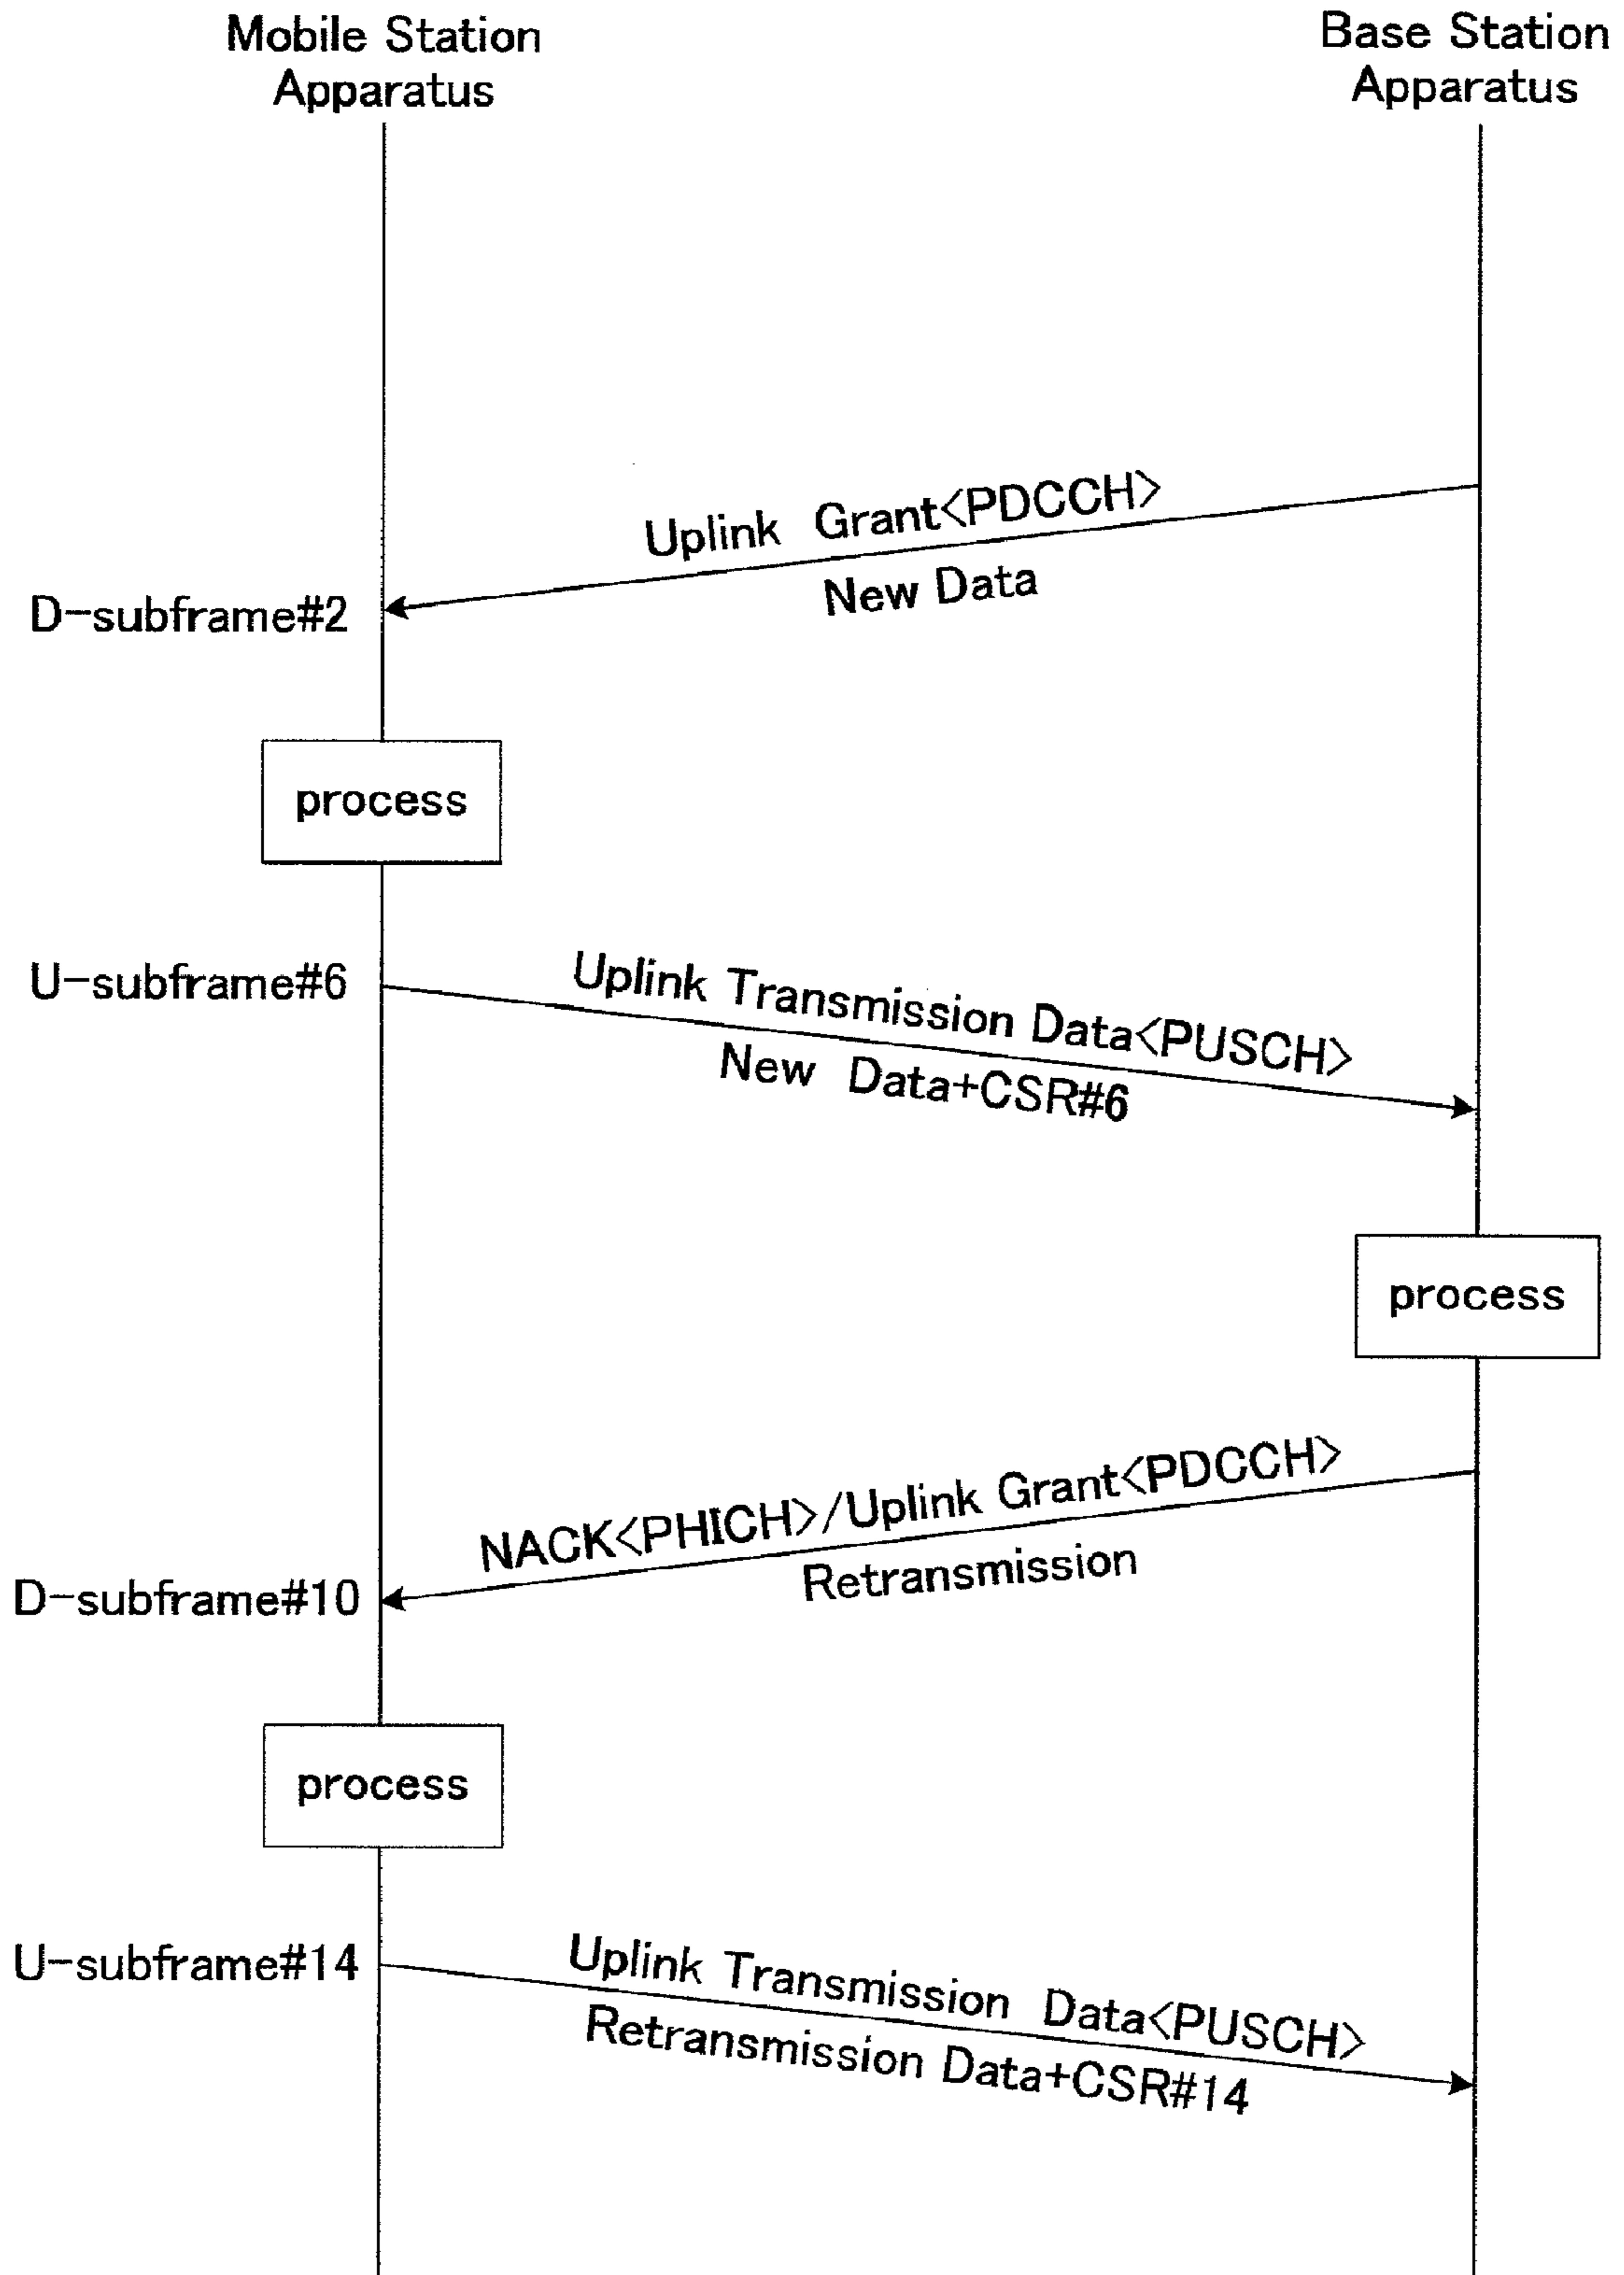 Mobile Station
Apparatus
Base Station
Apparatus
Uplink Grant<PDCCH>
New Data
D-subframe#2
process
U-subframe#6
Uplink Transmission Data<PUSCH>
New Data+CSR#6
process
NACK<PHICH>/Uplink Grant<PDCCH>
Retransmission
D-subframe#10
process
U-subframe#14
Uplink Transmission Data<PUSCH>
Retransmission Data+CSR#14